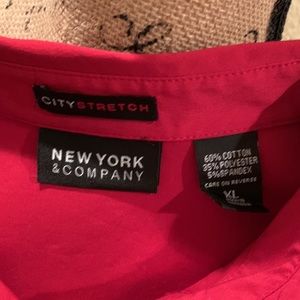 CITYSTRETCH
NEW YORK
& COMPANY
60% COTTON
35% POLYESTER
5% SPANDEX
CARE ON REVERSE
XL